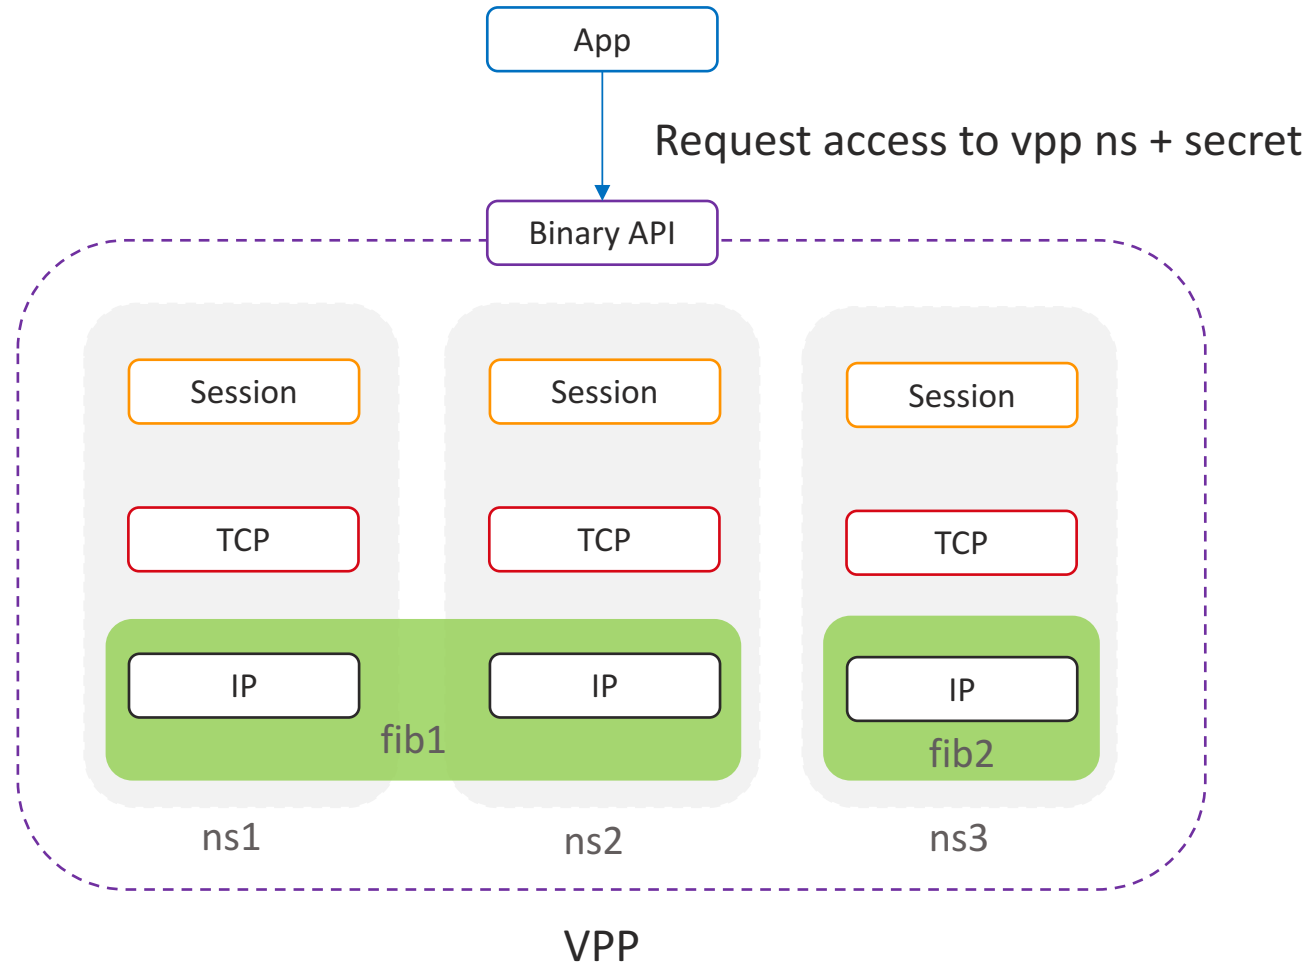 App
Request access to vpp ns + secret
Binary API
Session
Session
Session
TCP
TCP
TCP
IP
IP
IP
fib1
fib2
ns1
ns2
ns3
VPP